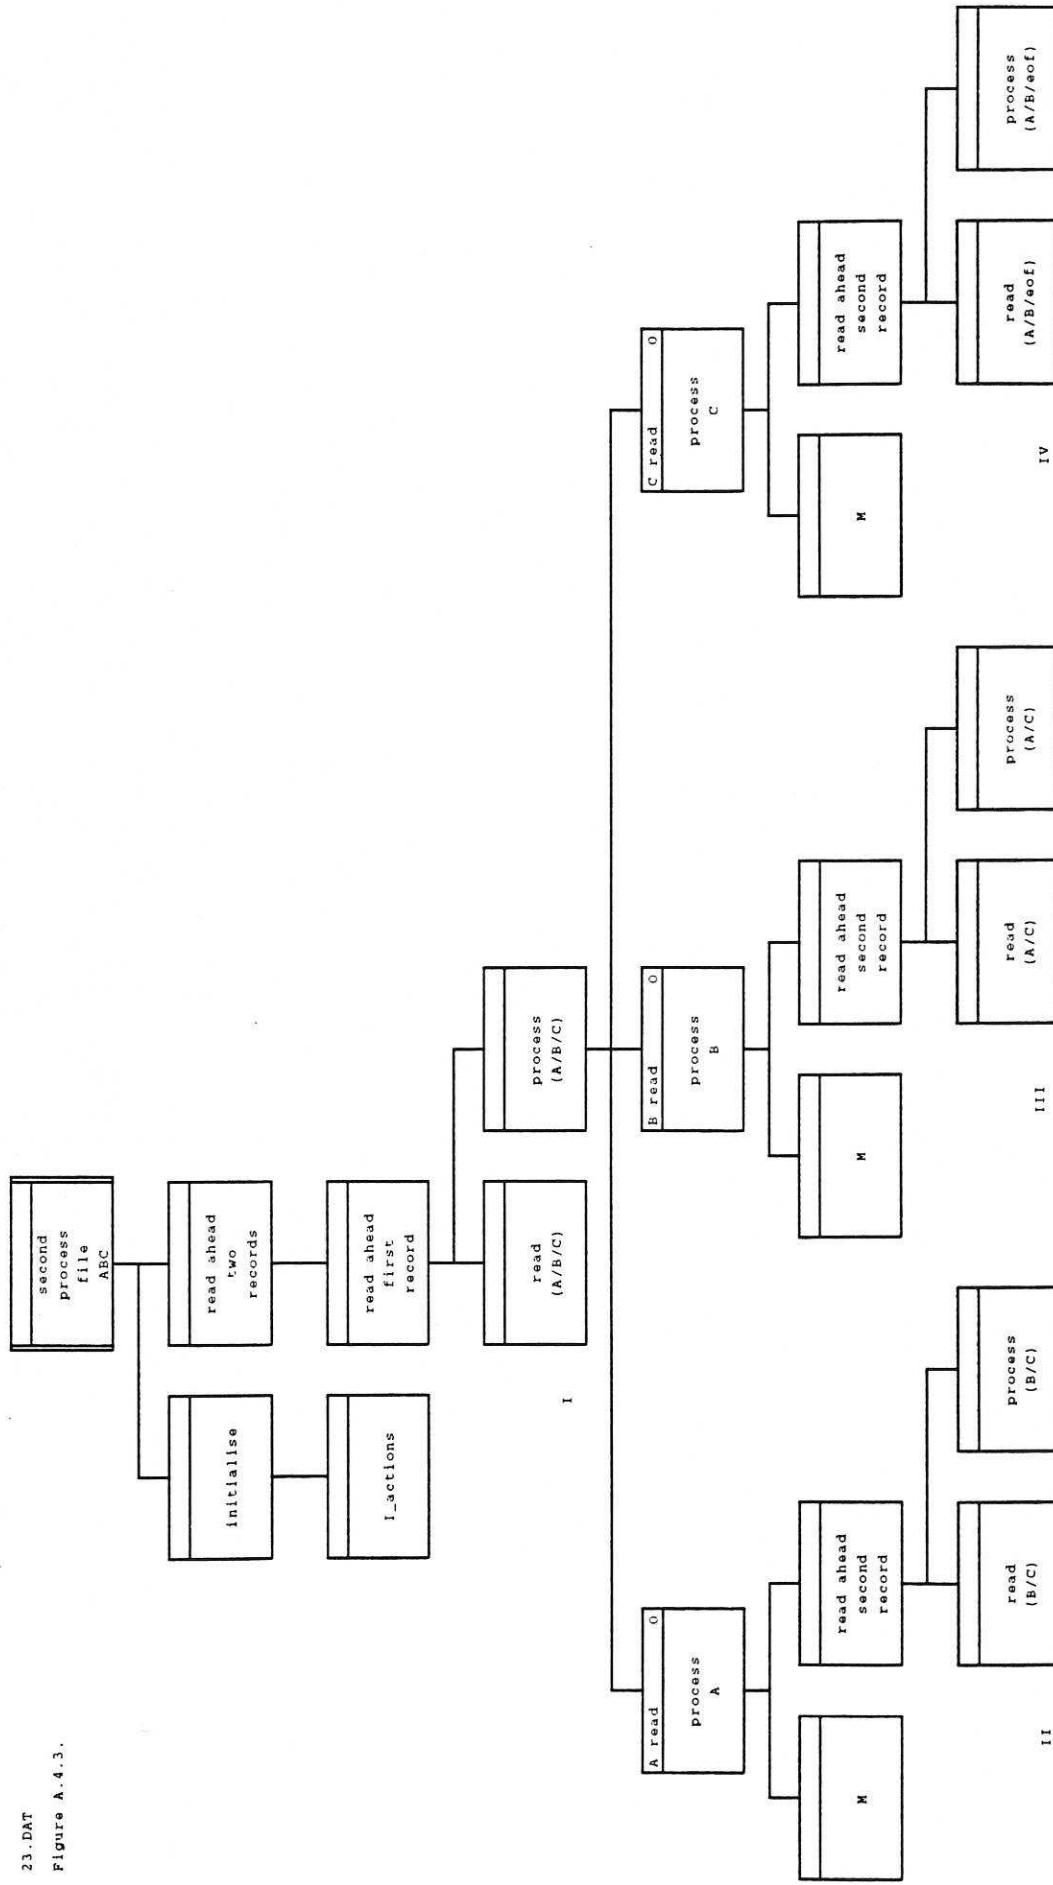 23.DAT
Figure A.4.3.
second
process
file
ABC
initialise
read ahead
two
records
I_actions
read ahead
first
record
read
(A/B/C)
process
(A/B/C)
I
A read O
process
A
B read O
process
B
C read O
process
C
M
read ahead
second
record
M
read ahead
second
record
M
read ahead
second
record
read
(B/C)
process
(B/C)
read
(A/C)
process
(A/C)
read
(A/B/eof)
process
(A/B/eof)
II
III
IV